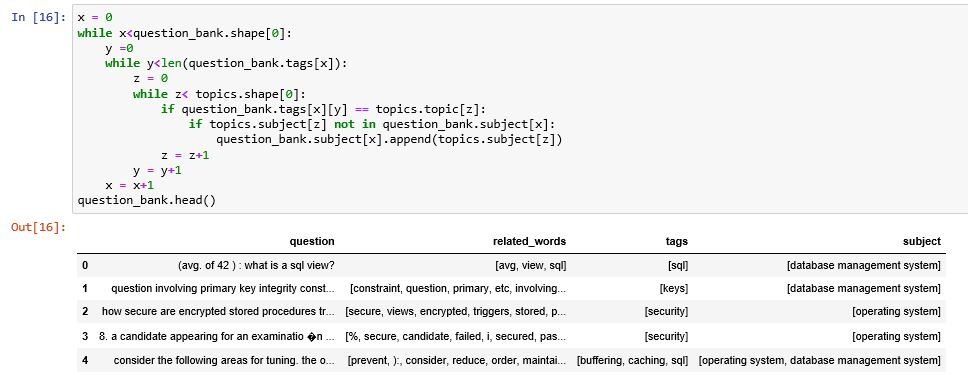 In [16]: x = 0
while x<question_bank.shape[0]:
    y =0
    while y<len(question_bank.tags[x]):
        z = 0
        while z< topics.shape[0]:
            if question_bank.tags[x][y] == topics.topic[z]:
                if topics.subject[z] not in question_bank.subject[x]:
                    question_bank.subject[x].append(topics.subject[z])
            z = z+1
        y = y+1
    x = x+1
question_bank.head()
Out[16]:
question related_words tags subject
0 (avg. of 42 ) : what is a sql view? [avg, view, sql] [sql] [database management system]
1 question involving primary key integrity const... [constraint, question, primary, etc, involving... [keys] [database management system]
2 how secure are encrypted stored procedures tr... [secure, views, encrypted, triggers, stored, p... [security] [operating system]
3 8. a candidate appearing for an examinatio �n ... [%, secure, candidate, failed, i, secured, pas... [security] [operating system]
4 consider the following areas for tuning. the o... [prevent, ):, consider, reduce, order, maintai... [buffering, caching, sql] [operating system, database management system]